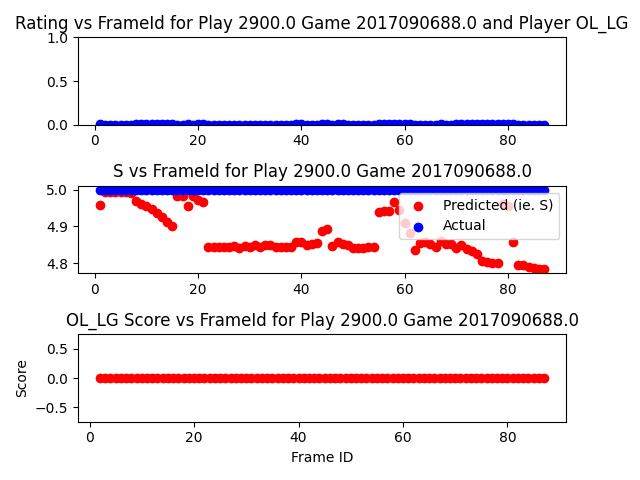 Rating vs FrameId for Play 2900.0 Game 2017090688.0 and Player OL_LG
1.0
0.5
0.0
0 20 40 60 80
S vs FrameId for Play 2900.0 Game 2017090688.0
5.0
4.9
4.8
Predicted (ie. S)
Actual
0 20 40 60 80
OL_LG Score vs FrameId for Play 2900.0 Game 2017090688.0
Score
0.5
0.0
−0.5
0 20 40 60 80
Frame ID